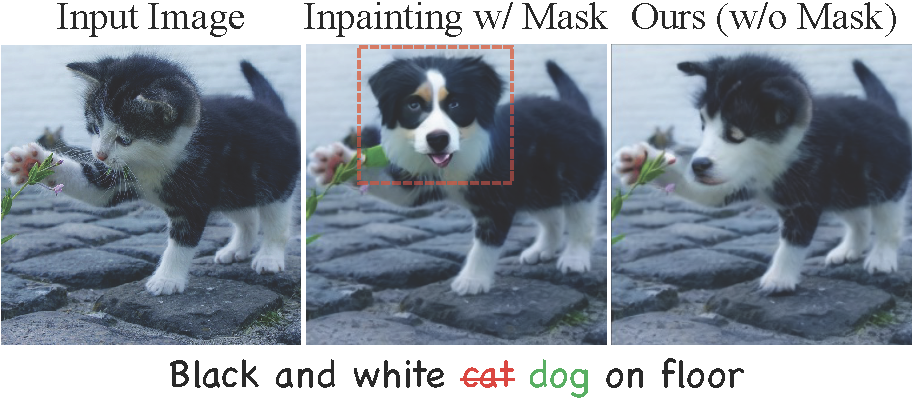 Input Image Inpainting w/ Mask Ours (w/o Mask)
Black and white cat dog on floor